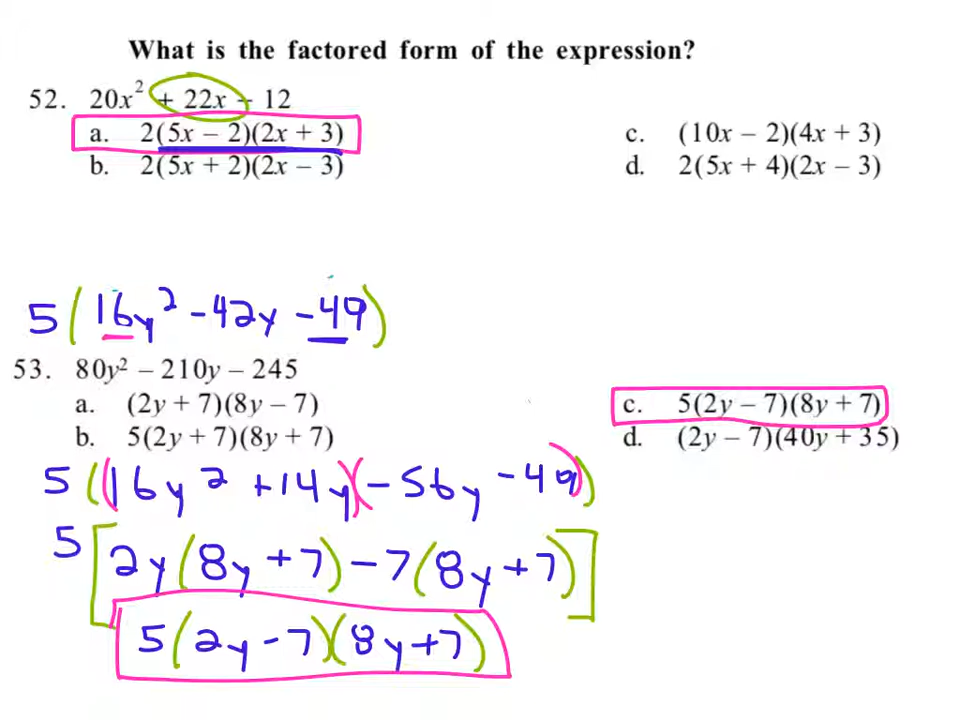 What is the factored form of the expression?
52. 20x² + 22x − 12
a. 2(5x − 2)(2x + 3)
c. (10x − 2)(4x + 3)
b. 2(5x + 2)(2x − 3)
d. 2(5x + 4)(2x − 3)
5(16y² -42y -49)
53. 80y² − 210y − 245
a. (2y + 7)(8y − 7)
c. 5(2y − 7)(8y + 7)
b. 5(2y + 7)(8y + 7)
d. (2y − 7)(40y + 35)
5((16y² +14y)(-56y -49))
5[2y(8y+7) -7(8y+7)]
5(2y-7)(8y+7)